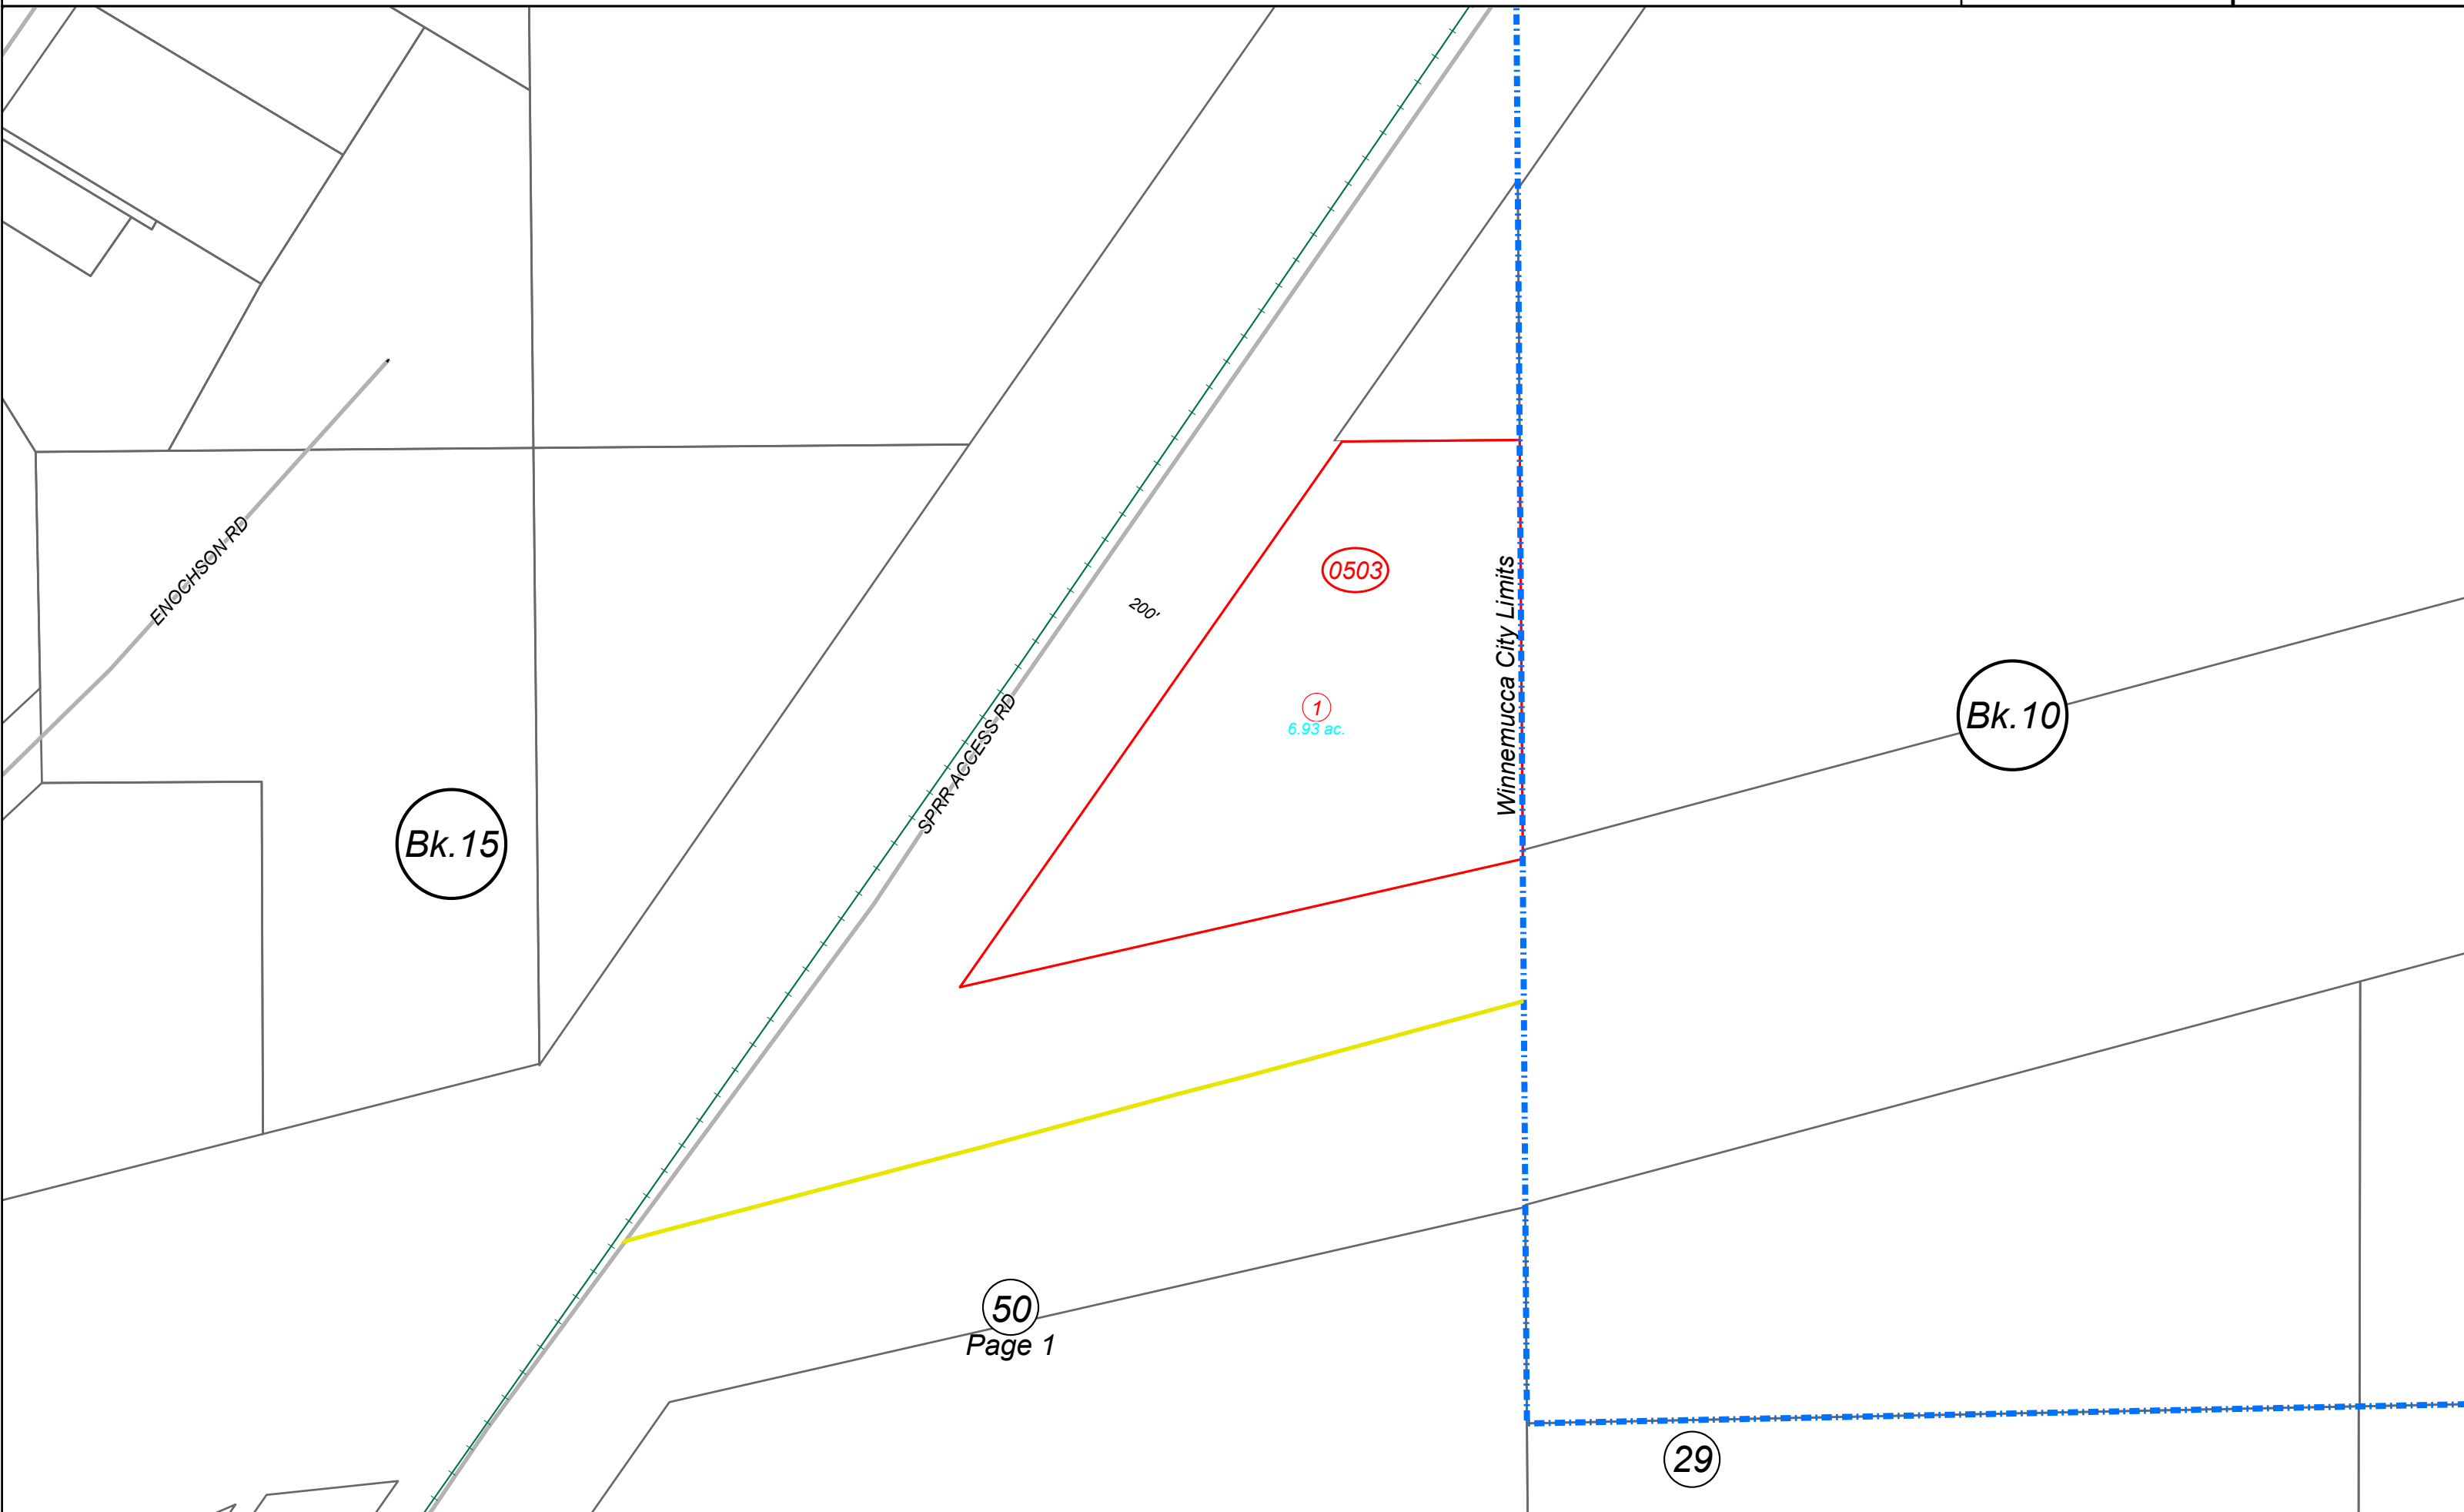 ENOCHSON RD
0503
200'
Winnemucca City Limits
1
6.93 ac.
SPRR ACCESS RD
Bk.10
Bk.15
50
Page 1
29